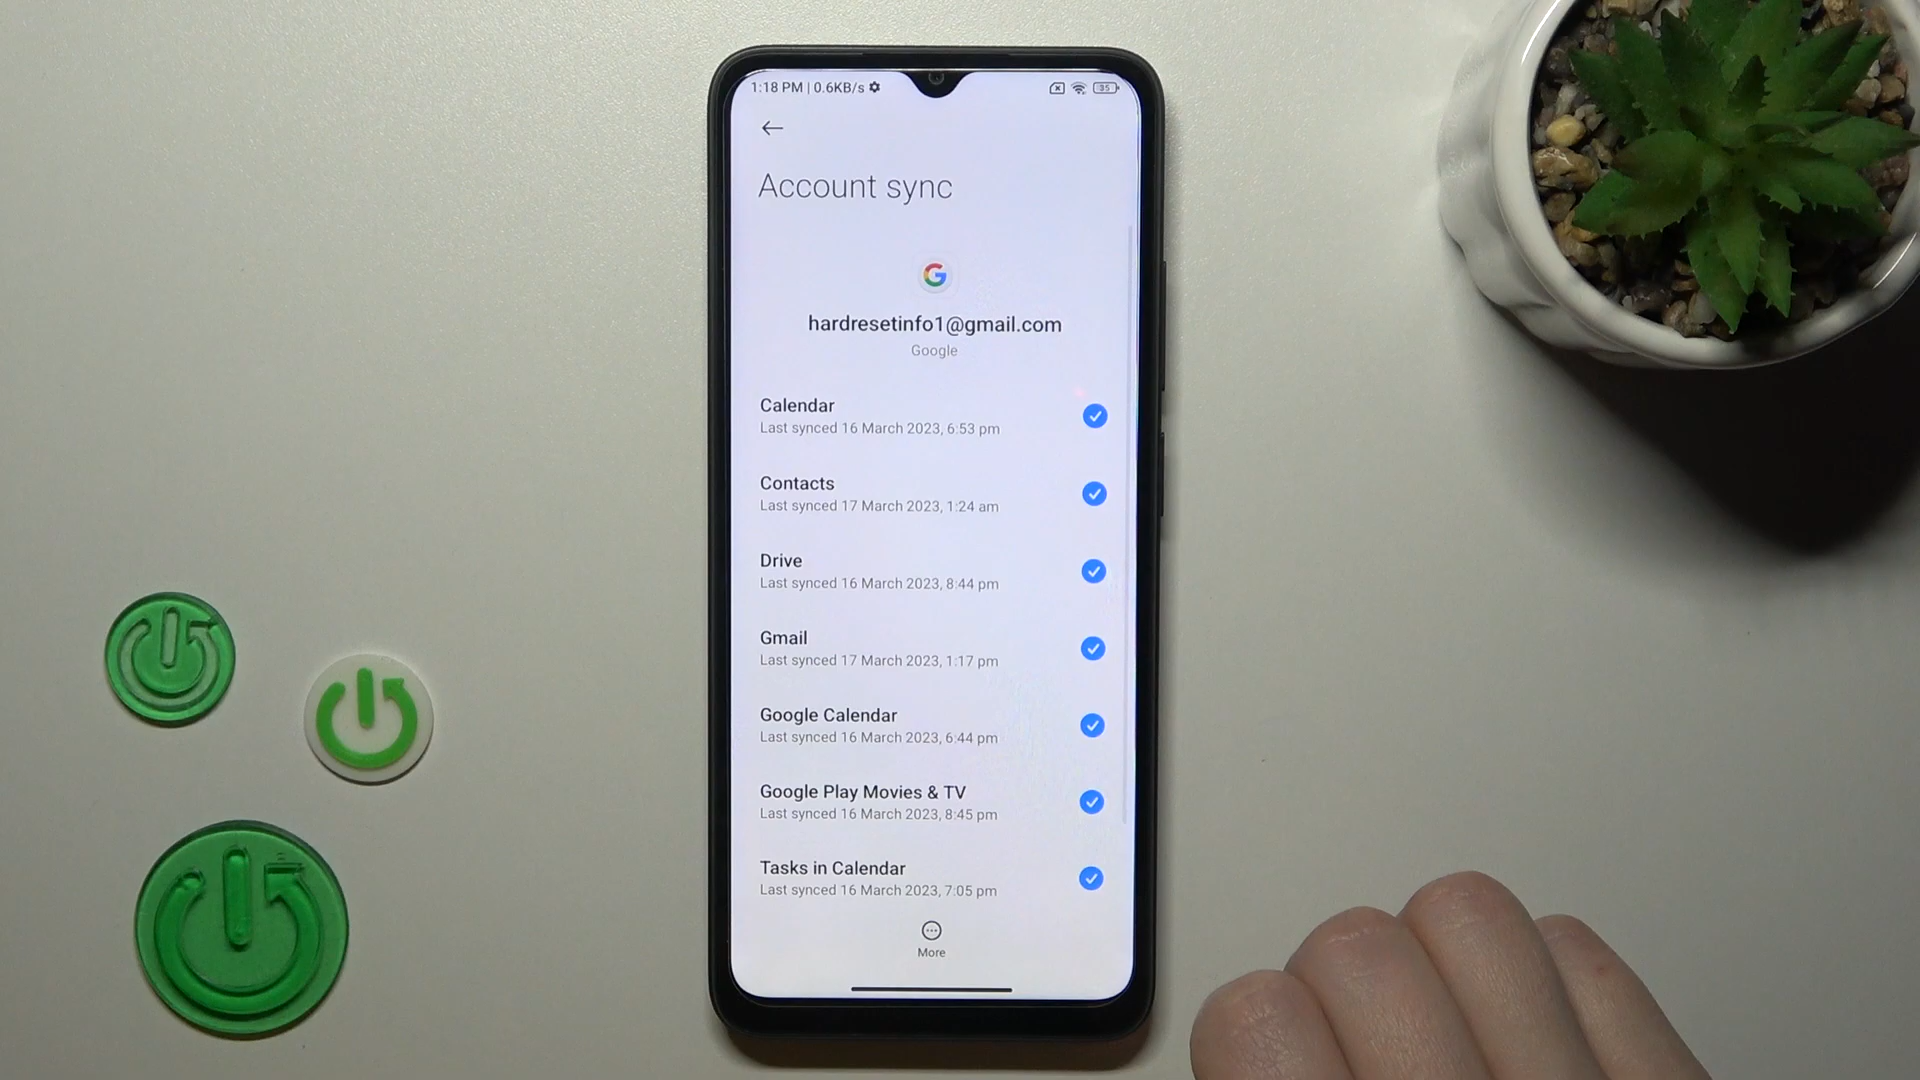 1:18 PM | 0.6KB/s
35
Account sync
G
hardresetinfo1@gmail.com
Google
Calendar
Last synced 16 March 2023, 6:53 pm
Contacts
Last synced 17 March 2023, 1:24 am
Drive
Last synced 16 March 2023, 8:44 pm
Gmail
Last synced 17 March 2023, 1:17 pm
Google Calendar
Last synced 16 March 2023, 6:44 pm
Google Play Movies & TV
Last synced 16 March 2023, 8:45 pm
Tasks in Calendar
Last synced 16 March 2023, 7:05 pm
More